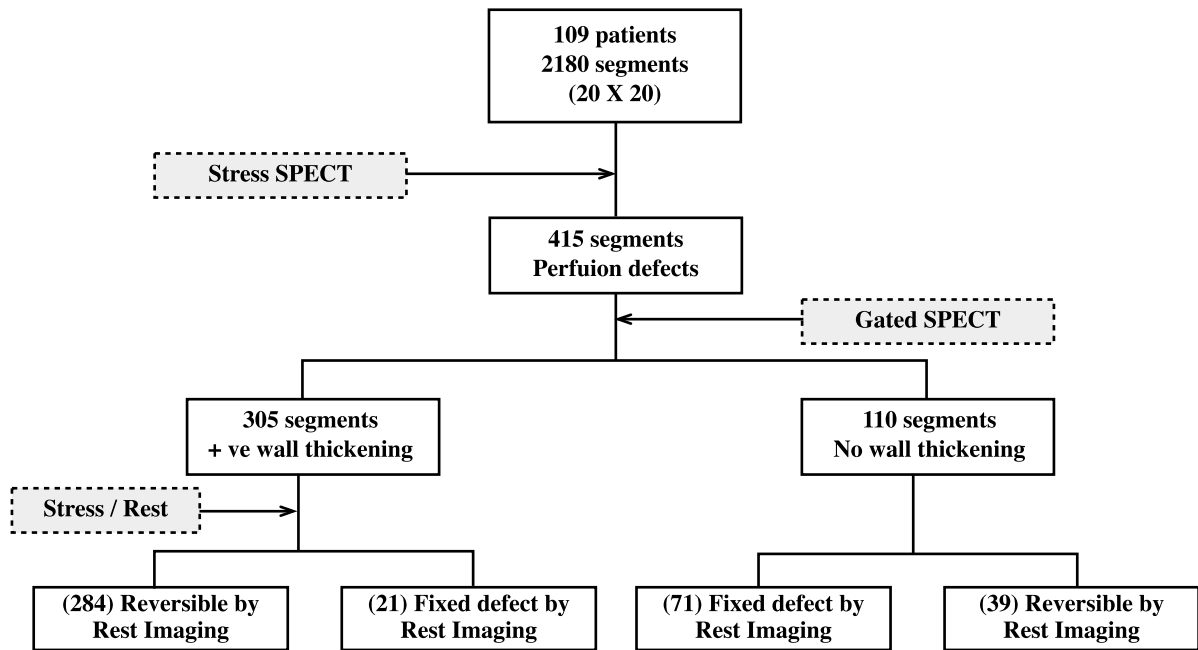 109 patients
2180 segments
(20 X 20)
Stress SPECT
415 segments
Perfuion defects
Gated SPECT
305 segments
+ ve wall thickening
110 segments
No wall thickening
Stress / Rest
(284) Reversible by
Rest Imaging
(21) Fixed defect by
Rest Imaging
(71) Fixed defect by
Rest Imaging
(39) Reversible by
Rest Imaging